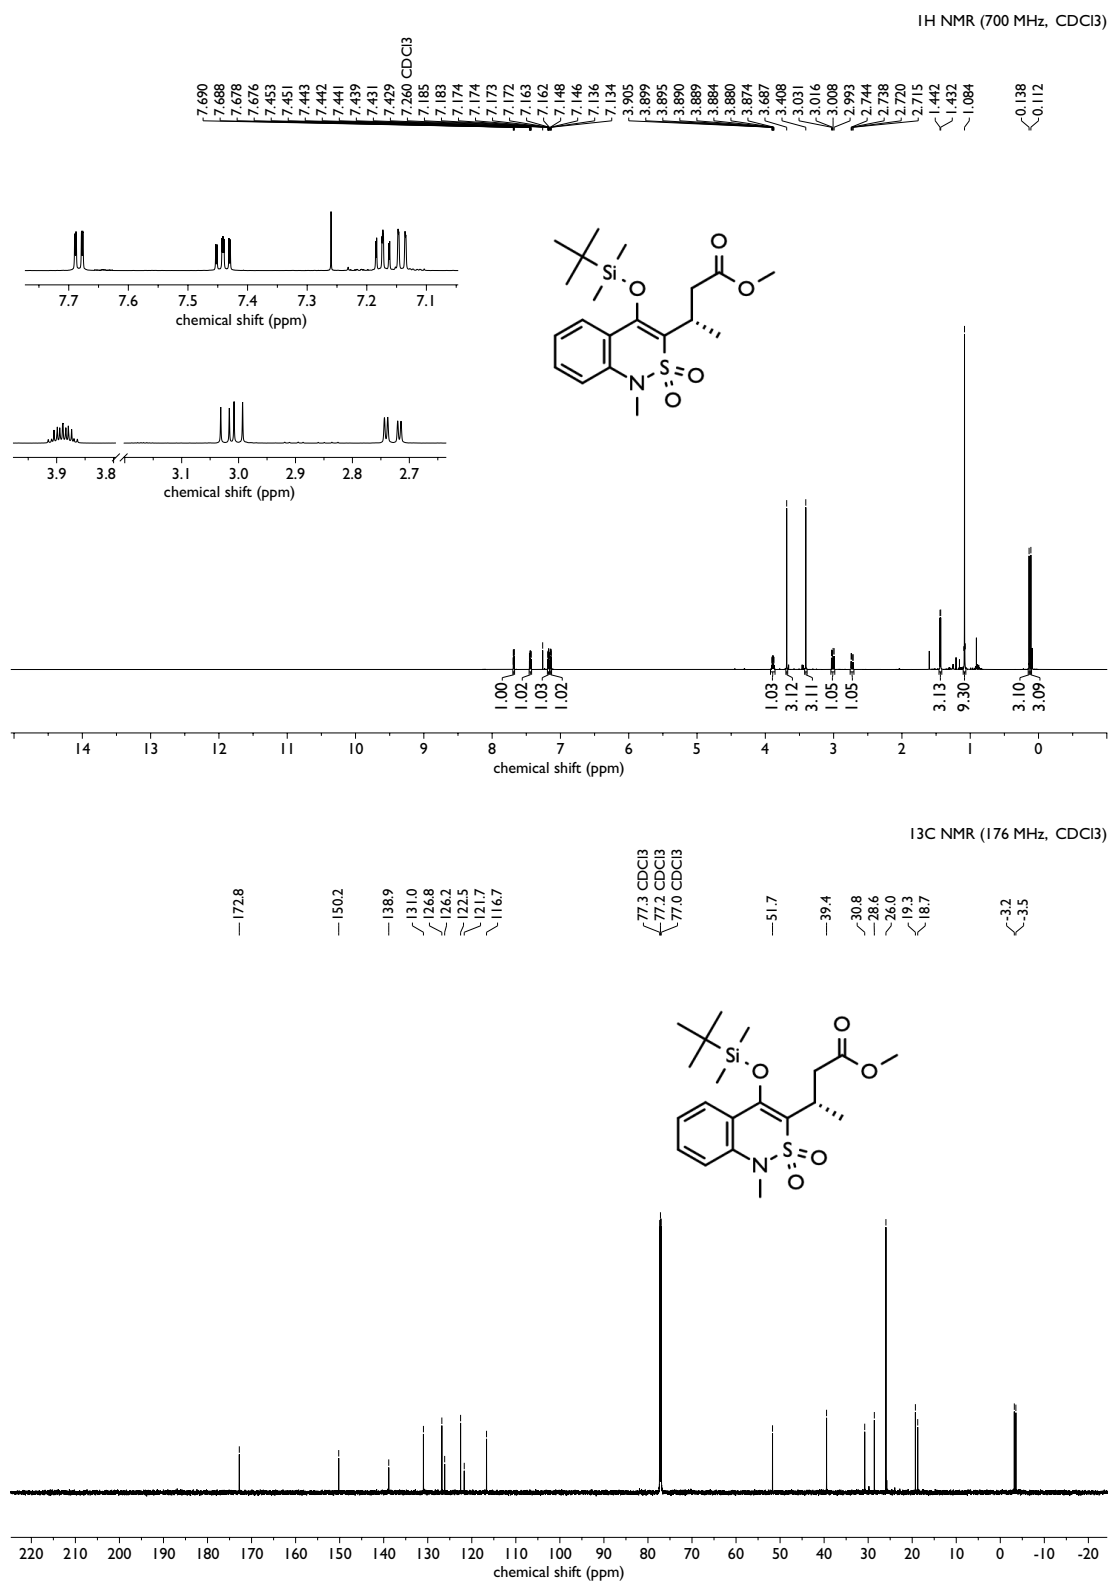 1H NMR (700 MHz, CDCl3)
7.690
7.688
7.678
7.676
7.453
7.451
7.443
7.442
7.441
7.439
7.431
7.429
7.260 CDCl3
7.185
7.183
7.174
7.174
7.173
7.172
7.163
7.162
7.148
7.146
7.136
7.134
3.905
3.899
3.895
3.890
3.889
3.884
3.880
3.874
3.687
3.408
3.031
3.016
3.008
2.993
2.744
2.738
2.720
2.715
1.442
1.432
1.084
0.138
0.112
7.7 7.6 7.5 7.4 7.3 7.2 7.1
chemical shift (ppm)
3.9 3.8 3.1 3.0 2.9 2.8 2.7
chemical shift (ppm)
Si
O
O
O
S
O
O
N
1.00
1.02
1.03
1.02
1.03
3.12
3.11
1.05
1.05
3.13
9.30
3.10
3.09
14 13 12 11 10 9 8 7 6 5 4 3 2 1 0
chemical shift (ppm)
13C NMR (176 MHz, CDCl3)
172.8
150.2
138.9
131.0
126.8
126.2
122.5
121.7
116.7
77.3 CDCl3
77.2 CDCl3
77.0 CDCl3
51.7
39.4
30.8
28.6
26.0
19.3
18.7
-3.2
-3.5
Si
O
O
O
S
O
O
N
220 210 200 190 180 170 160 150 140 130 120 110 100 90 80 70 60 50 40 30 20 10 0 -10 -20
chemical shift (ppm)